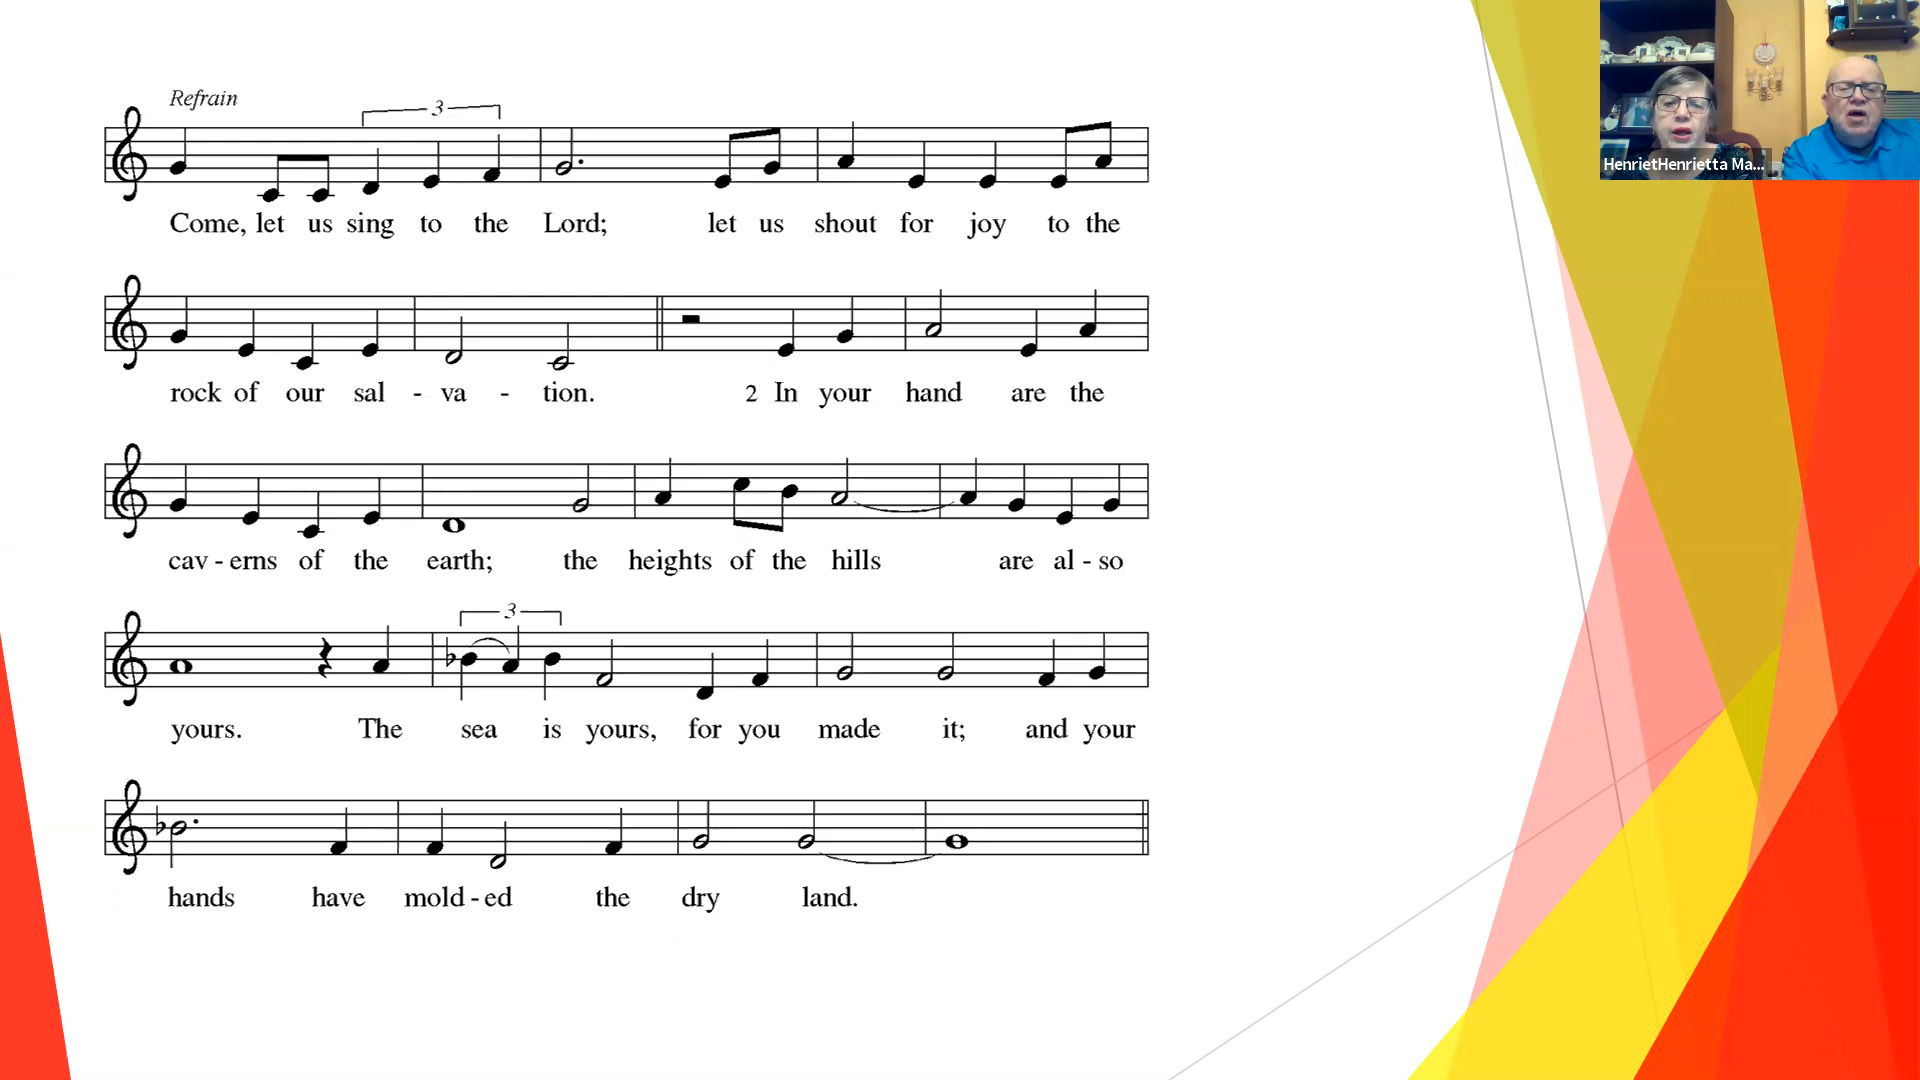 Refrain
3
Come, let us sing to the Lord; let us shout for joy to the
rock of our sal - va - tion. 2 In your hand are the
cav - erns of the earth; the heights of the hills are al - so
3
yours. The sea is yours, for you made it; and your
hands have mold - ed the dry land.
HenrietHenrietta Ma...